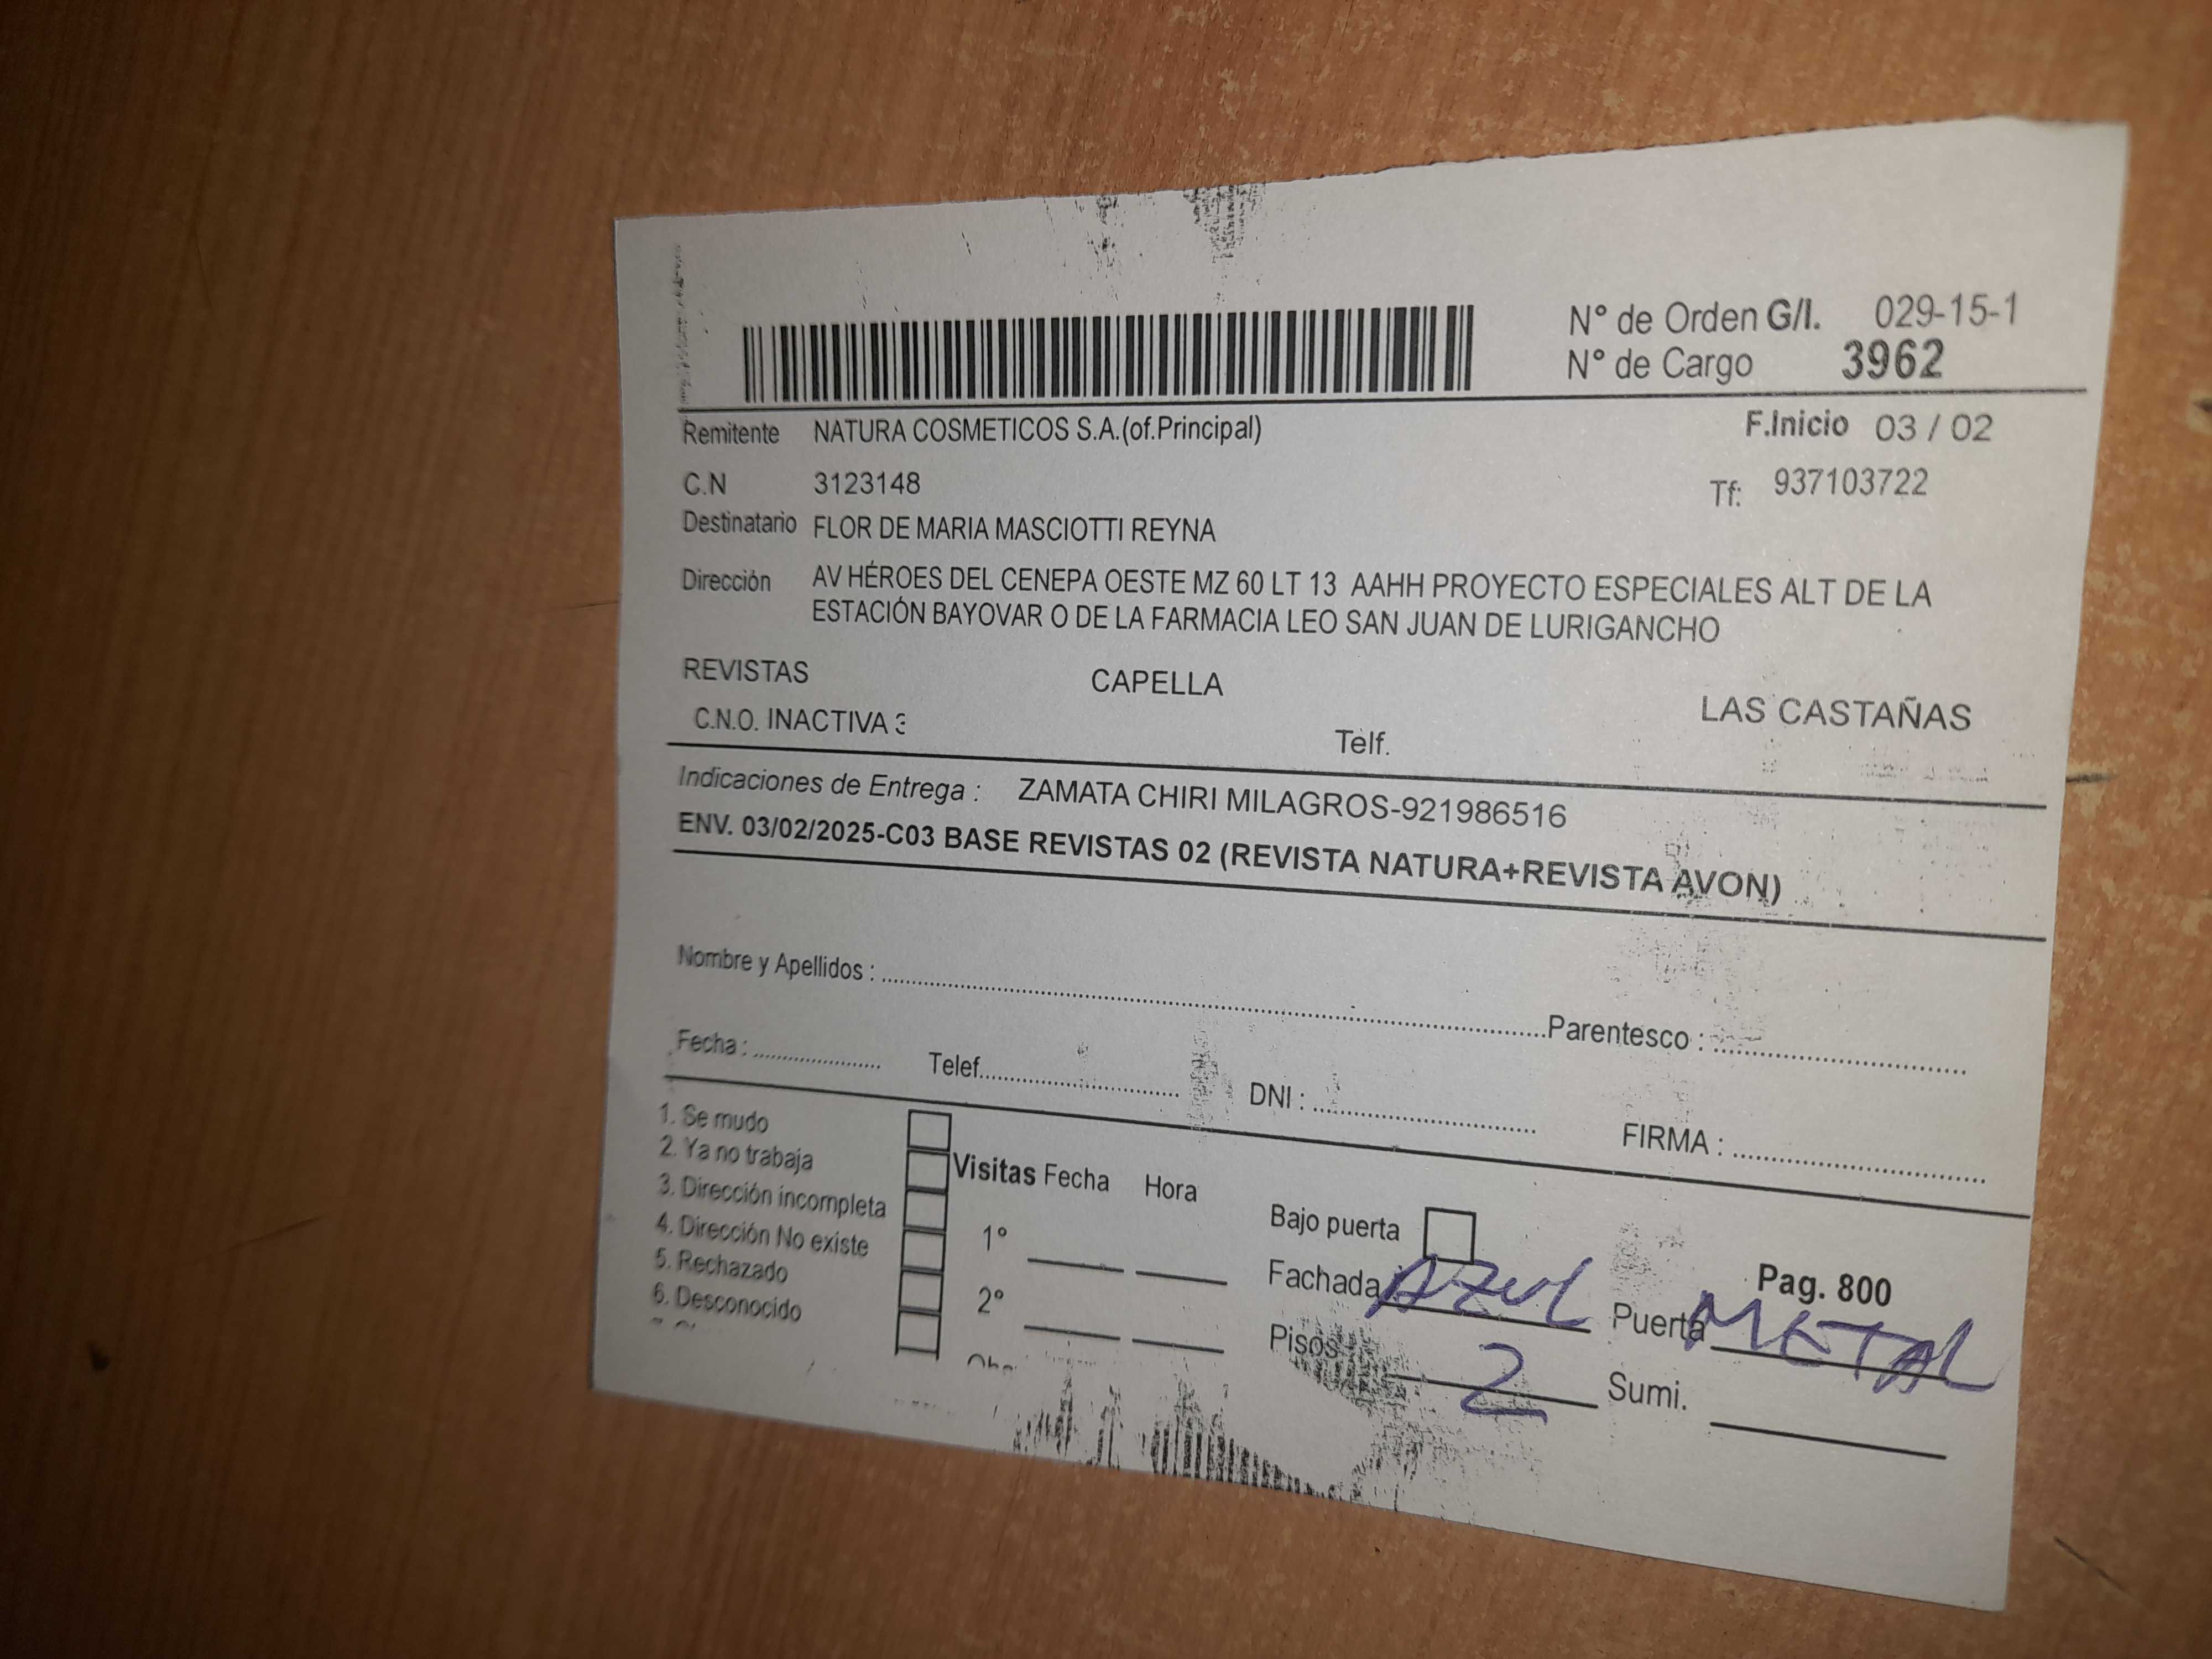 N° de Orden G/I. 029-15-1
N° de Cargo 3962
Remitente NATURA COSMETICOS S.A.(of.Principal) F.Inicio 03 / 02
C.N 3123148 Tf: 937103722
Destinatario FLOR DE MARIA MASCIOTTI REYNA
Dirección AV HÉROES DEL CENEPA OESTE MZ 60 LT 13 AAHH PROYECTO ESPECIALES ALT DE LA
ESTACIÓN BAYOVAR O DE LA FARMACIA LEO SAN JUAN DE LURIGANCHO
REVISTAS CAPELLA LAS CASTAÑAS
C.N.O. INACTIVA 3 Telf.
Indicaciones de Entrega : ZAMATA CHIRI MILAGROS-921986516
ENV. 03/02/2025-C03 BASE REVISTAS 02 (REVISTA NATURA+REVISTA AVON)
Nombre y Apellidos : Parentesco :
Fecha : Telef. DNI : FIRMA :
1. Se mudo
2. Ya no trabaja
3. Dirección incompleta
4. Dirección No existe
5. Rechazado
6. Desconocido
Visitas Fecha Hora
1°
2°
Bajo puerta
Pag. 800
Fachada AZUL Puerta METAL
Pisos 2 Sumi.